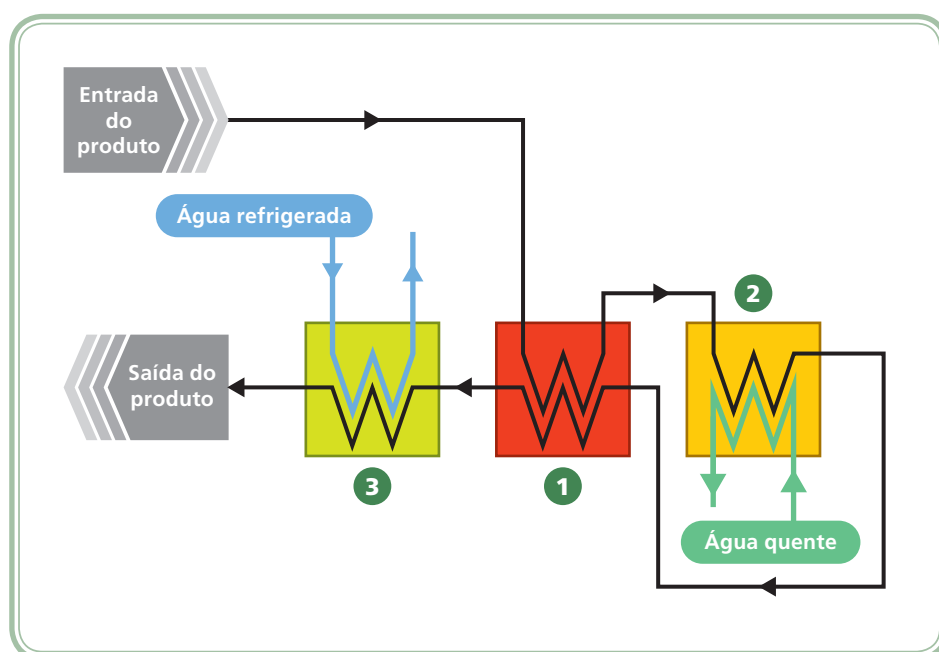 Entrada
do
produto
Água refrigerada
2
Saída do
produto
3
1
Água quente